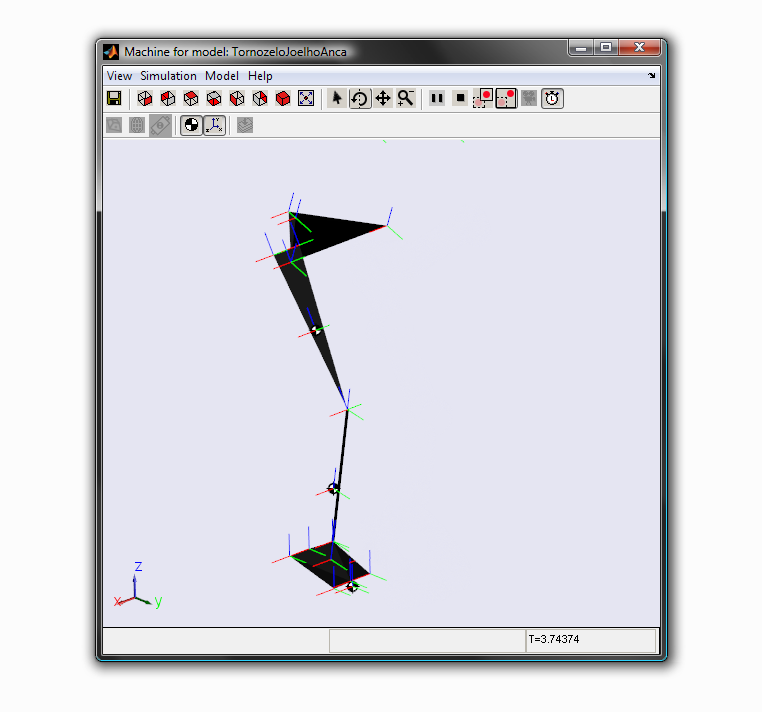 Machine for model: TornozeloJoelhoAnca
View Simulation Model Help
Z
X
y
T=3.74374